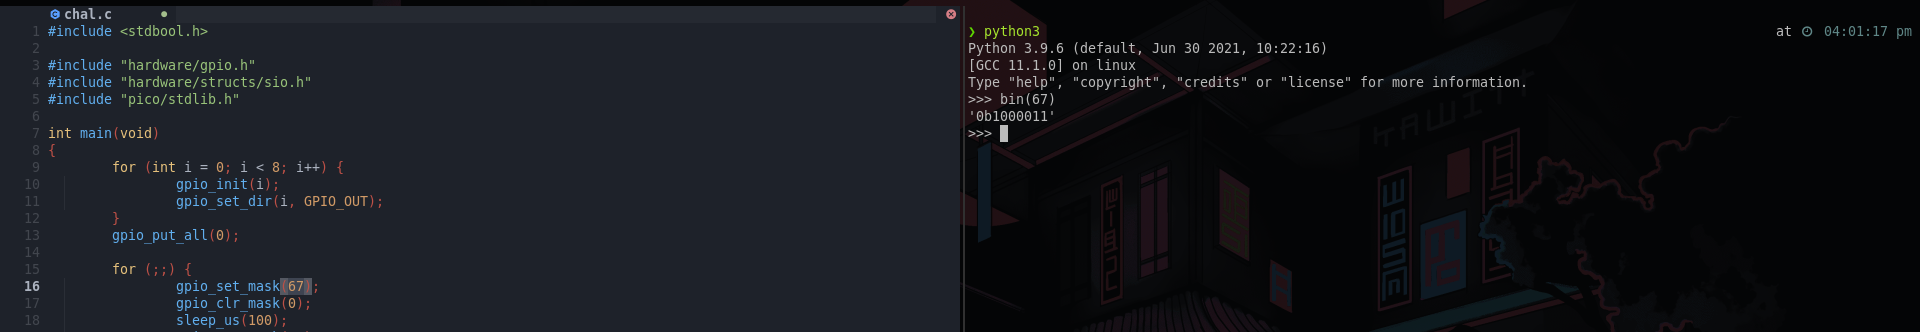 chal.c
1 #include <stdbool.h>
2
3 #include "hardware/gpio.h"
4 #include "hardware/structs/sio.h"
5 #include "pico/stdlib.h"
6
7 int main(void)
8 {
9 for (int i = 0; i < 8; i++) {
10 gpio_init(i);
11 gpio_set_dir(i, GPIO_OUT);
12 }
13 gpio_put_all(0);
14
15 for (;;) {
16 gpio_set_mask(67);
17 gpio_clr_mask(0);
18 sleep_us(100);
❯ python3 at 04:01:17 pm
Python 3.9.6 (default, Jun 30 2021, 10:22:16)
[GCC 11.1.0] on linux
Type "help", "copyright", "credits" or "license" for more information.
>>> bin(67)
'0b1000011'
>>>